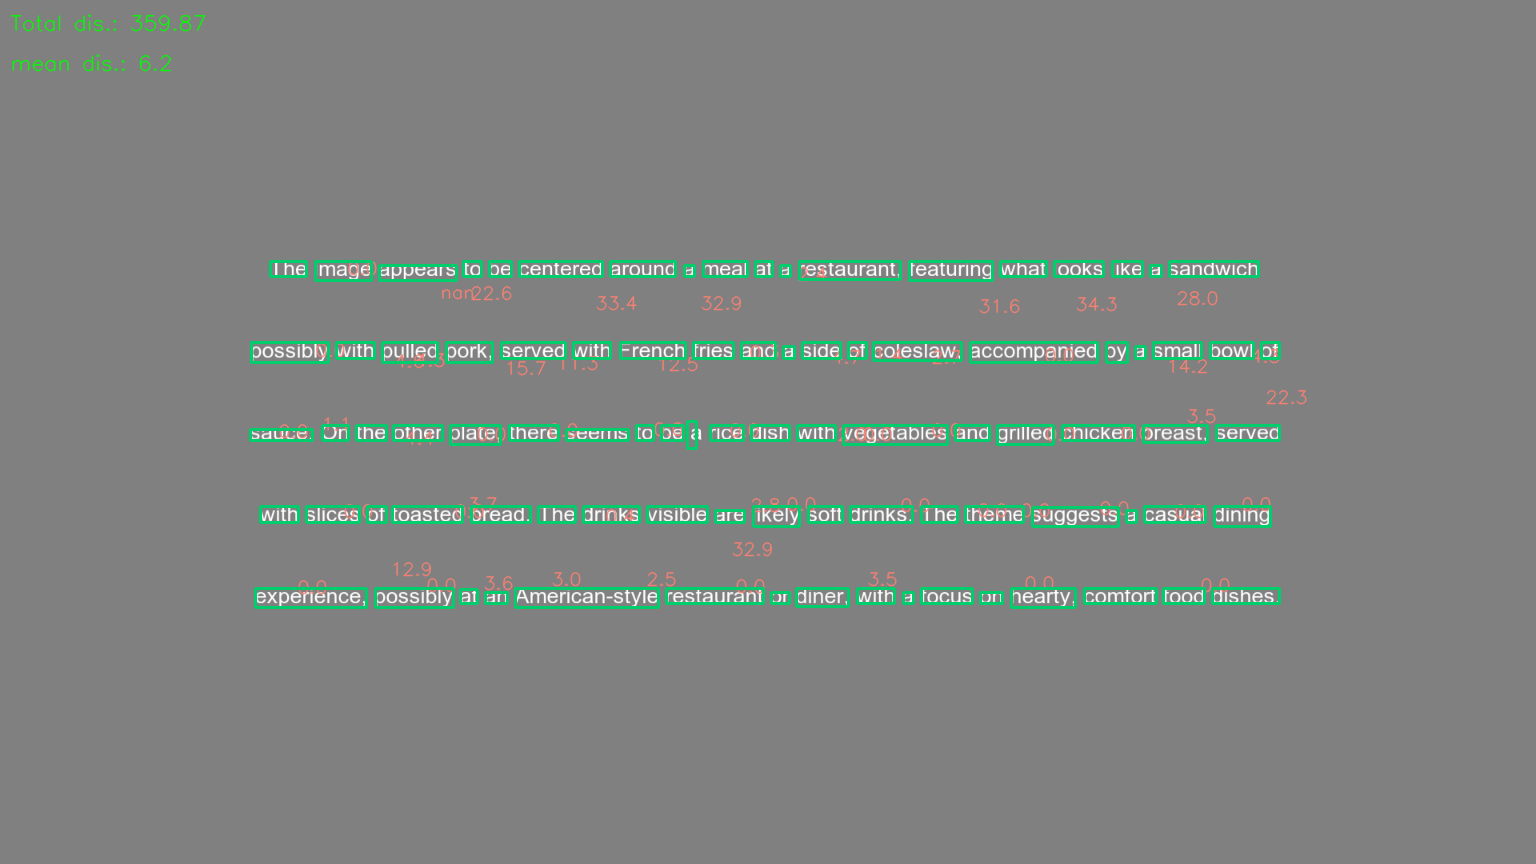 Total dis.: 359.87
mean dis.: 6.2
The image appears to be centered around a meal at a restaurant, featuring what looks like a sandwich
nan 22.6 33.4 32.9 31.6 34.3 28.0
possibly with pulled pork, served with French fries and a side of coleslaw, accompanied by a small bowl of
15.7 11.3 12.5 14.2
22.3
3.5
sauce. On the other plate, there seems to be a rice dish with vegetables and grilled chicken breast, served
3.7 2.8 0.0 0.0 0.0 0.0
with slices of toasted bread. The drinks visible are likely soft drinks. The theme suggests a casual dining
32.9
12.9 0.0 3.6 3.0 2.5 0.0 3.5 0.0 0.0
experience, possibly at an American-style restaurant or diner, with a focus on hearty, comfort food dishes.